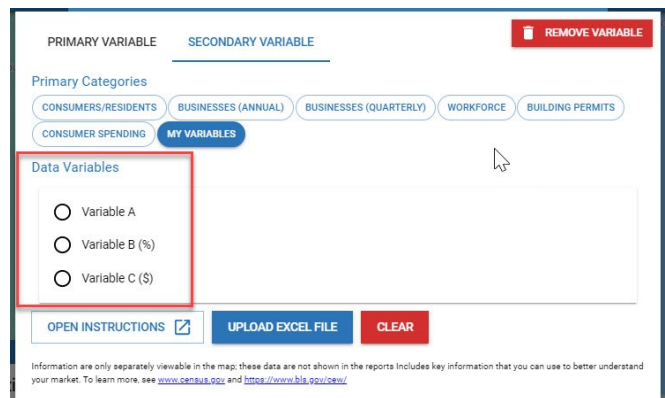 PRIMARY VARIABLE
SECONDARY VARIABLE
REMOVE VARIABLE
Primary Categories
CONSUMERS/RESIDENTS
BUSINESSES (ANNUAL)
BUSINESSES (QUARTERLY)
WORKFORCE
BUILDING PERMITS
CONSUMER SPENDING
MY VARIABLES
Data Variables
Variable A
Variable B (%)
Variable C ($)
OPEN INSTRUCTIONS
UPLOAD EXCEL FILE
CLEAR
Information are only separately viewable in the map; these data are not shown in the reports Includes key information that you can use to better understand
your market. To learn more, see www.census.gov and https://www.bls.gov/cew/